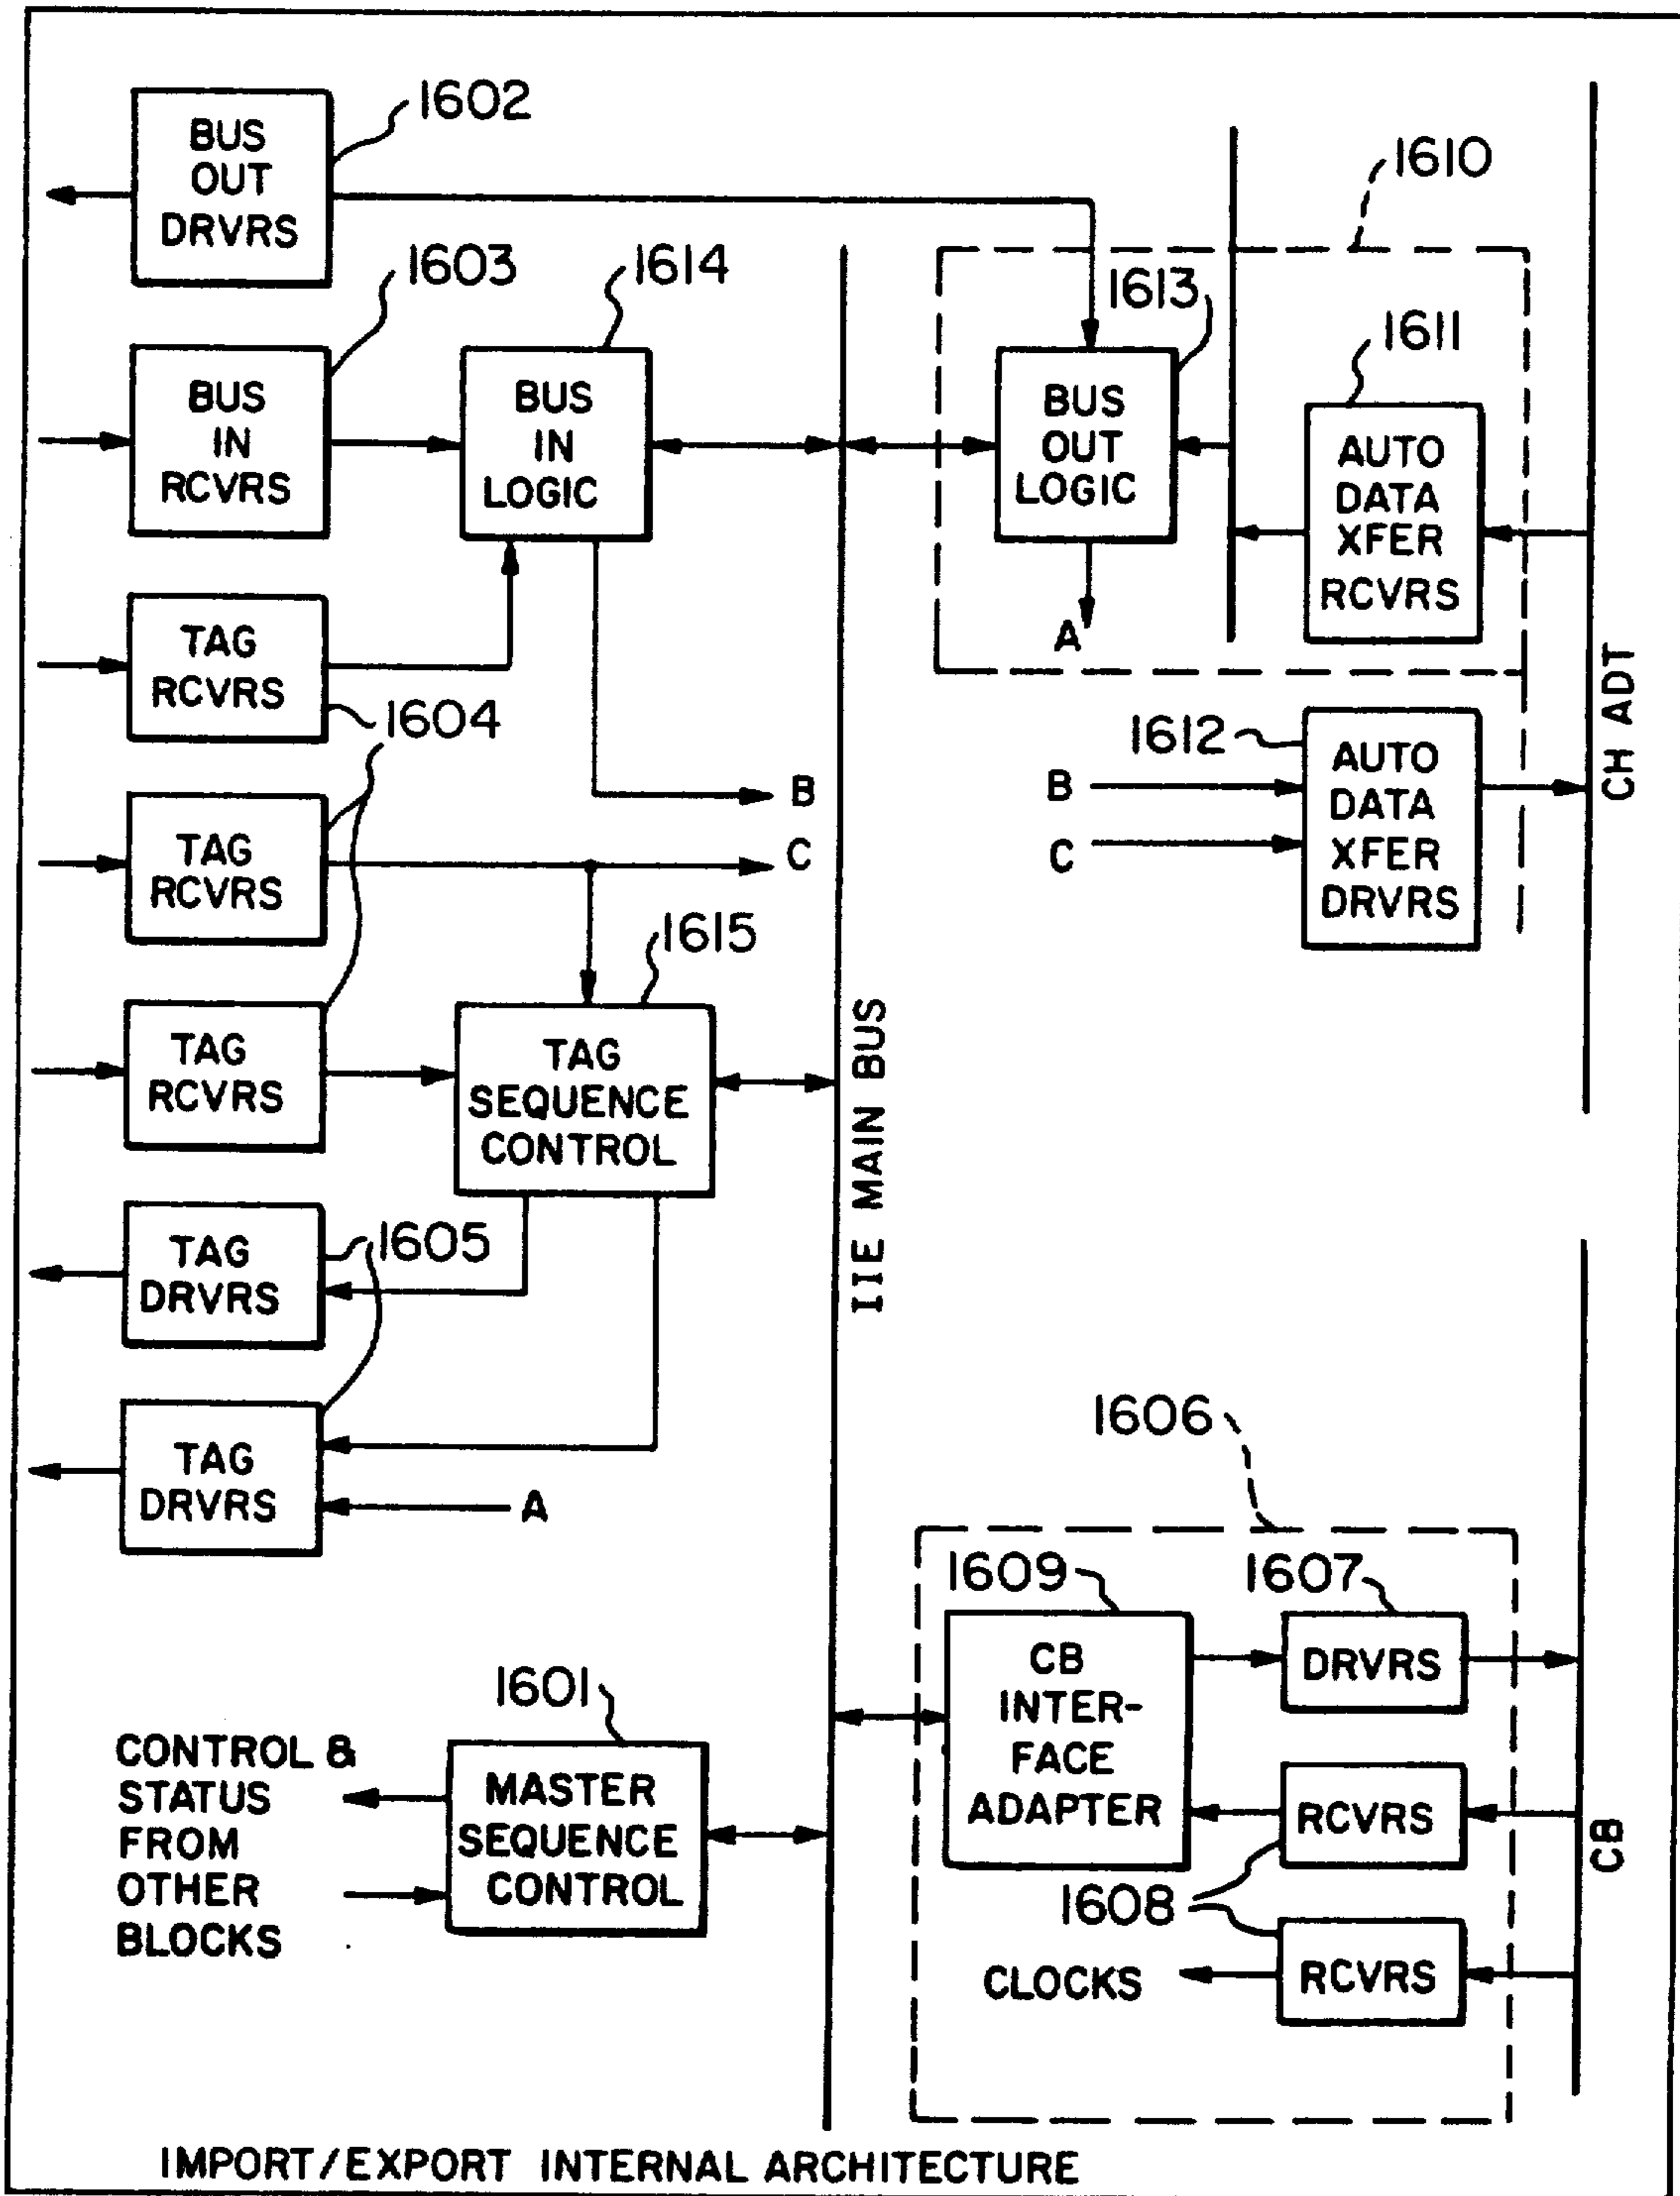 1602
BUS
OUT
DRVRS
1610
1603
1614
1613
1611
BUS
IN
RCVRS
BUS
IN
LOGIC
BUS
OUT
LOGIC
AUTO
DATA
XFER
RCVRS
A
TAG
RCVRS
1604
CH ADT
1612
AUTO
DATA
XFER
DRVRS
B
B
C
C
TAG
RCVRS
1615
TAG
RCVRS
TAG
SEQUENCE
CONTROL
IIE MAIN BUS
TAG
DRVRS
1605
TAG
DRVRS
A
1606
1609
1607
CB
INTER-
FACE
ADAPTER
DRVRS
RCVRS
1608
RCVRS
CLOCKS
CB
1601
CONTROL &
STATUS
FROM
OTHER
BLOCKS
MASTER
SEQUENCE
CONTROL
IMPORT/EXPORT INTERNAL ARCHITECTURE